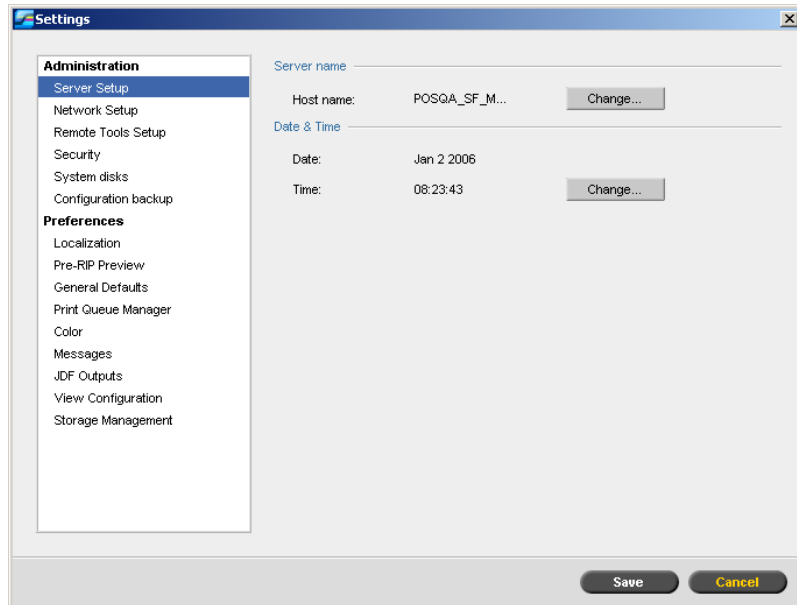 Settings
Administration
Server Setup
Network Setup
Remote Tools Setup
Security
System disks
Configuration backup
Preferences
Localization
Pre-RIP Preview
General Defaults
Print Queue Manager
Color
Messages
JDF Outputs
View Configuration
Storage Management
Server name
Host name: POSQA_SF_M... Change...
Date & Time
Date: Jan 2 2006
Time: 08:23:43 Change...
Save Cancel